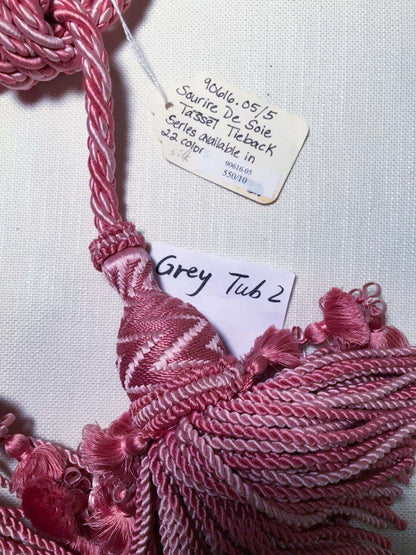 90616.05/5
Sourire De Soie
Tassel Tieback
Series available in
22 color
silk
90616.05
550/10
Grey Tub 2